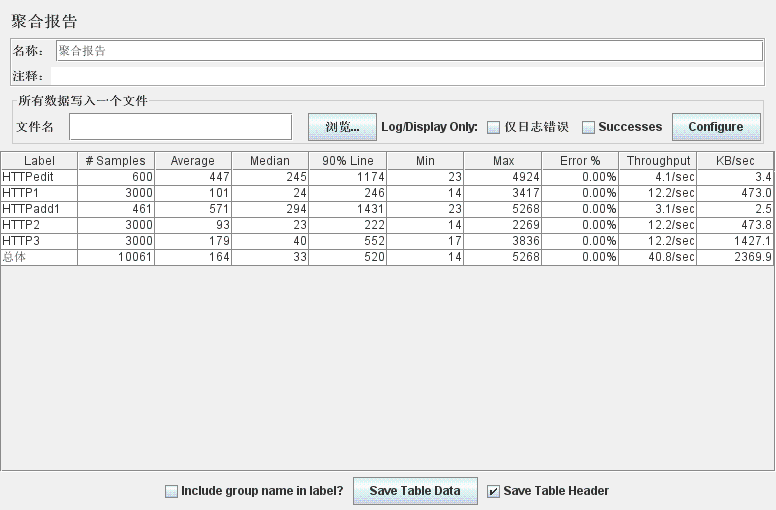 聚合报告
名称: 聚合报告
注释:
所有数据写入一个文件
文件名 浏览... Log/Display Only: 仅日志错误 Successes Configure
Label # Samples Average Median 90% Line Min Max Error % Throughput KB/sec
HTTPedit 600 447 245 1174 23 4924 0.00% 4.1/sec 3.4
HTTP1 3000 101 24 246 14 3417 0.00% 12.2/sec 473.0
HTTPadd1 461 571 294 1431 23 5268 0.00% 3.1/sec 2.5
HTTP2 3000 93 23 222 14 2269 0.00% 12.2/sec 473.8
HTTP3 3000 179 40 552 17 3836 0.00% 12.2/sec 1427.1
总体 10061 164 33 520 14 5268 0.00% 40.8/sec 2369.9
Include group name in label? Save Table Data Save Table Header